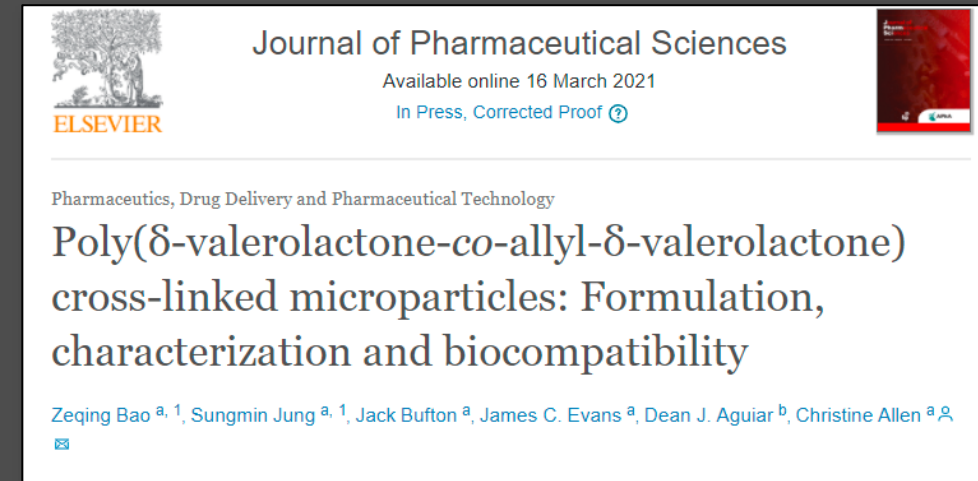 ELSEVIER
Journal of Pharmaceutical Sciences
Available online 16 March 2021
In Press, Corrected Proof ?
Pharmaceutics, Drug Delivery and Pharmaceutical Technology
Poly(δ-valerolactone-co-allyl-δ-valerolactone)
cross-linked microparticles: Formulation,
characterization and biocompatibility
Zeqing Bao a, 1, Sungmin Jung a, 1, Jack Bufton a, James C. Evans a, Dean J. Aguiar b, Christine Allen a